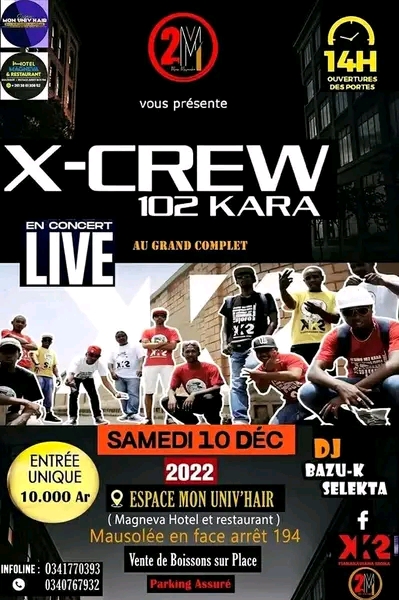 MON UNIV HAIR
HOTEL
MAGNEVA
& RESTAURANT
2M
14H
OUVERTURES
DES PORTES
vous présente
X-CREW
102 KARA
EN CONCERT
LIVE
AU GRAND COMPLET
SAMEDI 10 DÉC
2022
ENTRÉE
UNIQUE
10.000 Ar
DJ
BAZU-K
SELEKTA
ESPACE MON UNIV'HAIR
( Magneva Hotel et restaurant )
Mausolée en face arrêt 194
Vente de Boissons sur Place
Parking Assuré
INFOLINE : 0341770393
0340767932
f
KK2
2M